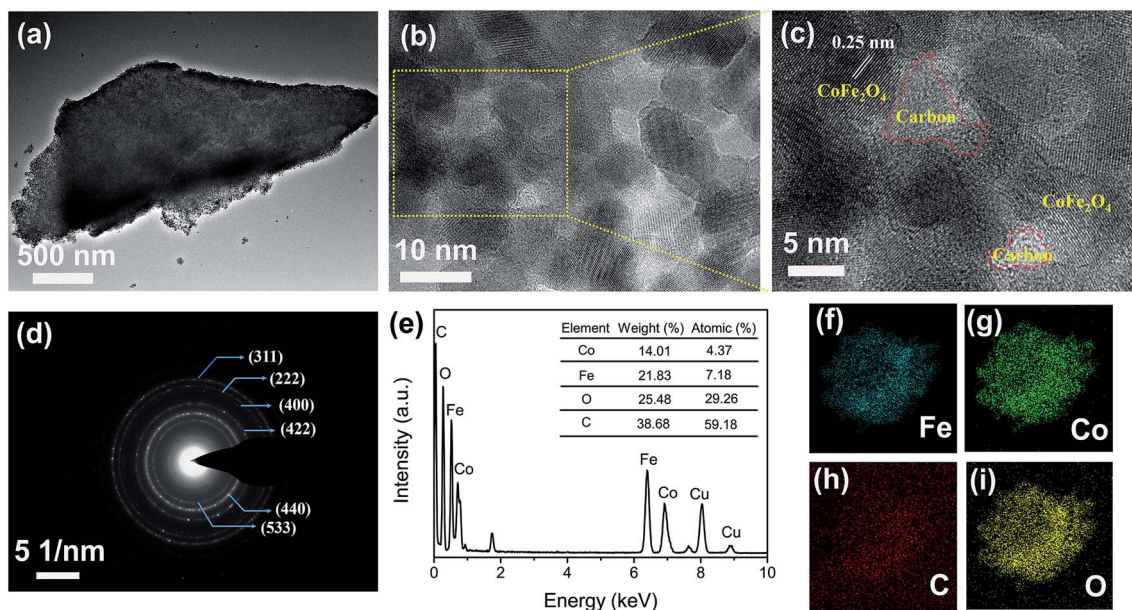 (a)
500 nm
(b)
10 nm
(c)
0.25 nm
CoFe₂O₄
Carbon
CoFe₂O₄
Carbon
5 nm
(d)
(311)
(222)
(400)
(422)
(440)
(533)
5 1/nm
(e)
Intensity (a.u.)
C
O
Fe
Co
Fe
Co
Cu
Cu
Element Weight (%) Atomic (%)
Co 14.01 4.37
Fe 21.83 7.18
O 25.48 29.26
C 38.68 59.18
0 2 4 6 8 10
Energy (keV)
(f)
Fe
(g)
Co
(h)
C
(i)
O